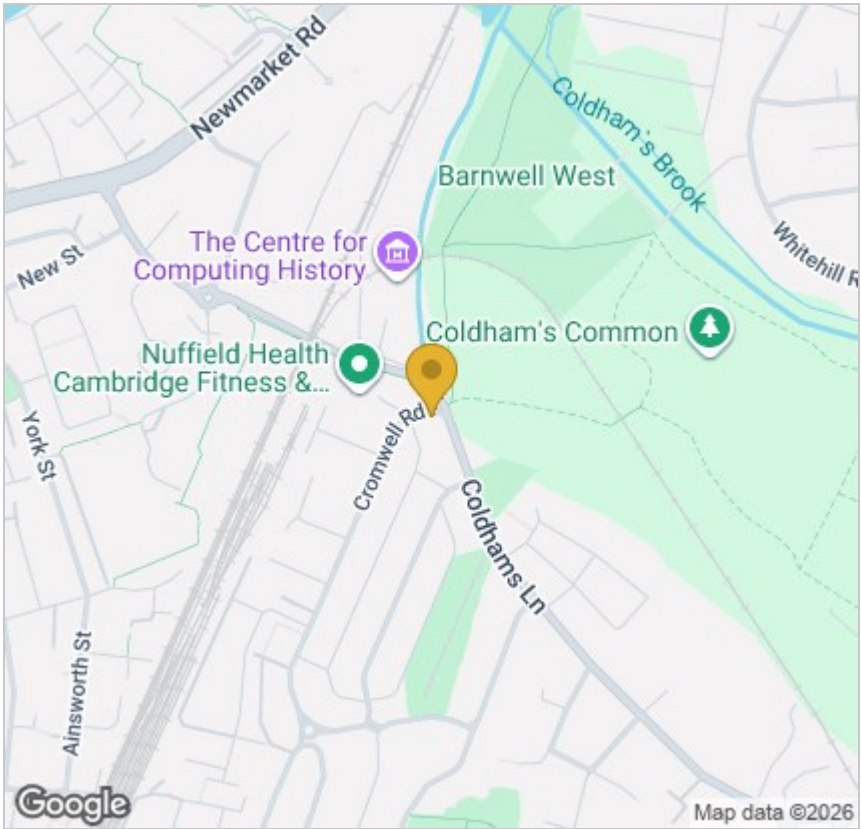 Newmarket Rd
Coldham's Brook
Barnwell West
The Centre for
Computing History
New St
Whitehill R
Coldham's Common
Nuffield Health
Cambridge Fitness &...
Cromwell Rd
York St
Coldhams Ln
Ainsworth St
Google
Map data ©2026